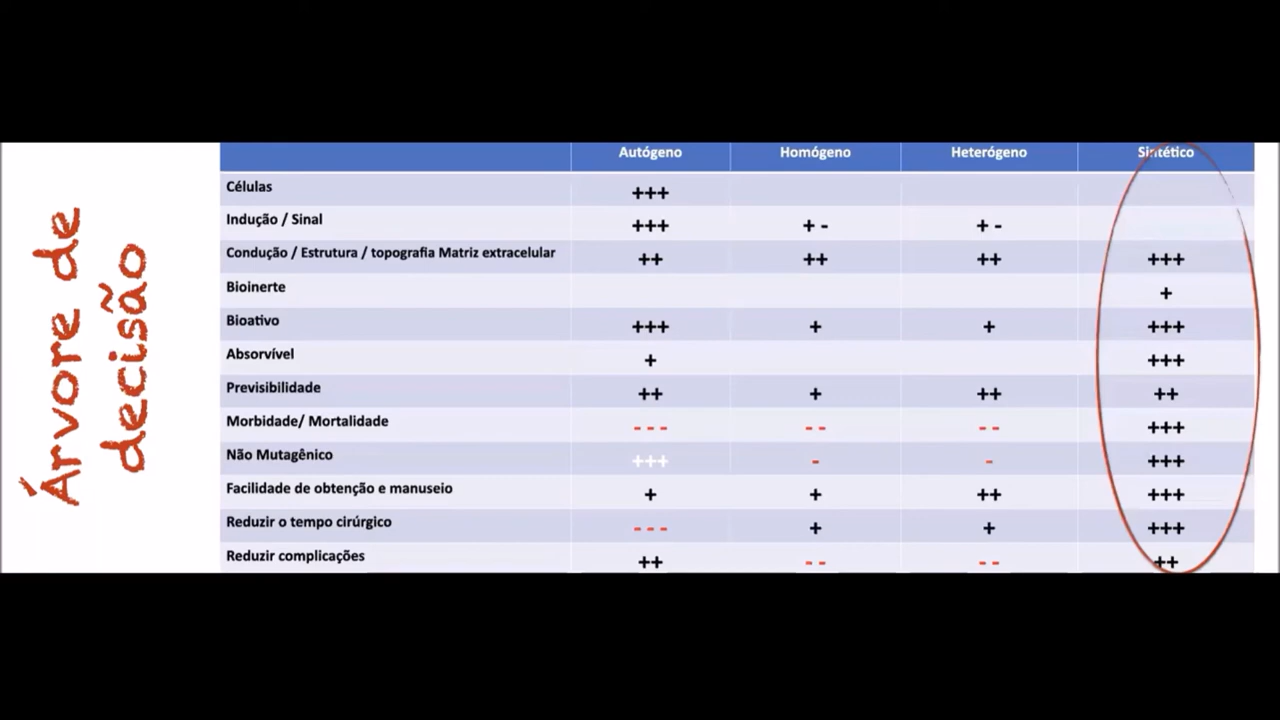 Árvore de
decisão
Autógeno Homógeno Heterógeno Sintético
Células +++
Indução / Sinal +++ + - + -
Condução / Estrutura / topografia Matriz extracelular ++ ++ ++ +++
Bioinerte +
Bioativo +++ + + +++
Absorvível + +++
Previsibilidade ++ + ++ ++
Morbidade/ Mortalidade - - - - - - - +++
Não Mutagênico +++ - - +++
Facilidade de obtenção e manuseio + + ++ +++
Reduzir o tempo cirúrgico - - - + + +++
Reduzir complicações ++ - - - - ++